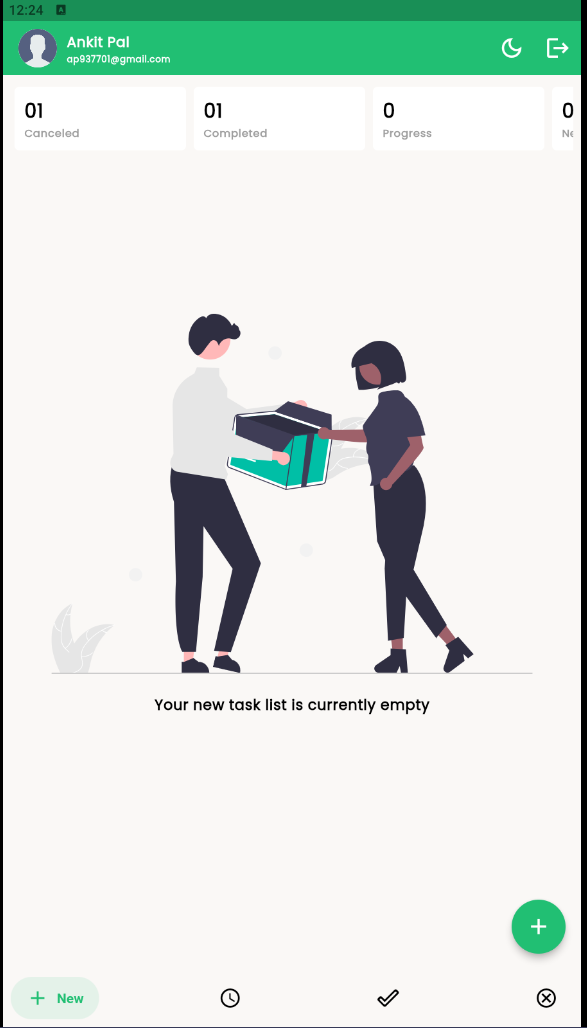 12:24 A
Ankit Pal
ap937701@gmail.com
01
Canceled
01
Completed
0
Progress
0
Ne
Your new task list is currently empty
New